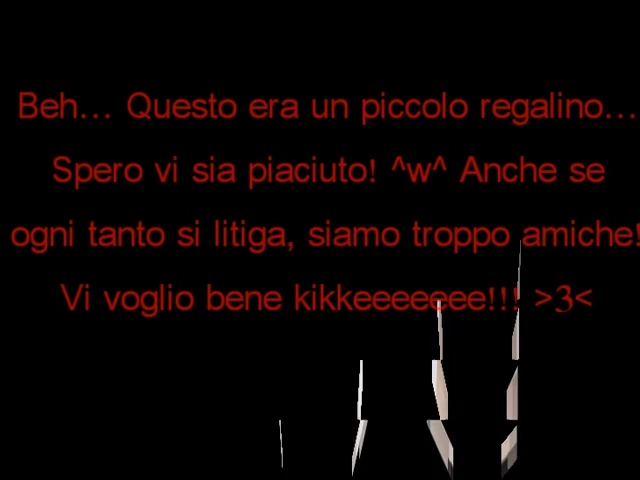 Beh... Questo era un piccolo regalino...
Spero vi sia piaciuto! ^w^ Anche se
ogni tanto si litiga, siamo troppo amiche!
Vi voglio bene kikkeeeeeee!!! >3<